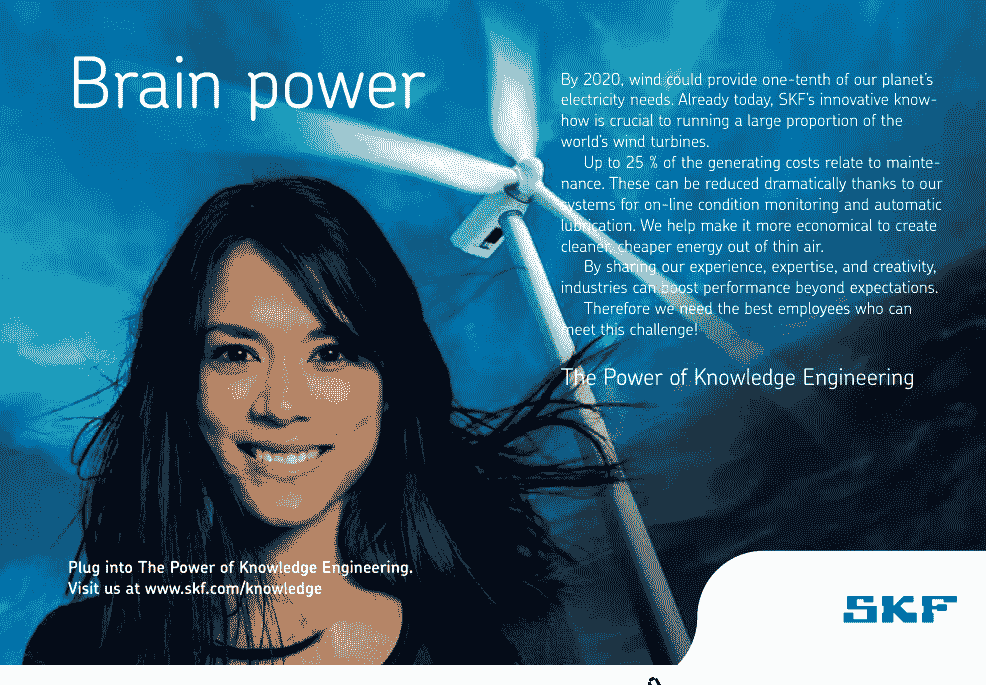 Brain power
By 2020, wind could provide one-tenth of our planet's
electricity needs. Already today, SKF's innovative know-
how is crucial to running a large proportion of the
world's wind turbines.
Up to 25 % of the generating costs relate to mainte-
nance. These can be reduced dramatically thanks to our
systems for on-line condition monitoring and automatic
lubrication. We help make it more economical to create
cleaner, cheaper energy out of thin air.
By sharing our experience, expertise, and creativity,
industries can boost performance beyond expectations.
Therefore we need the best employees who can
meet this challenge!
The Power of Knowledge Engineering
Plug into The Power of Knowledge Engineering.
Visit us at www.skf.com/knowledge
SKF